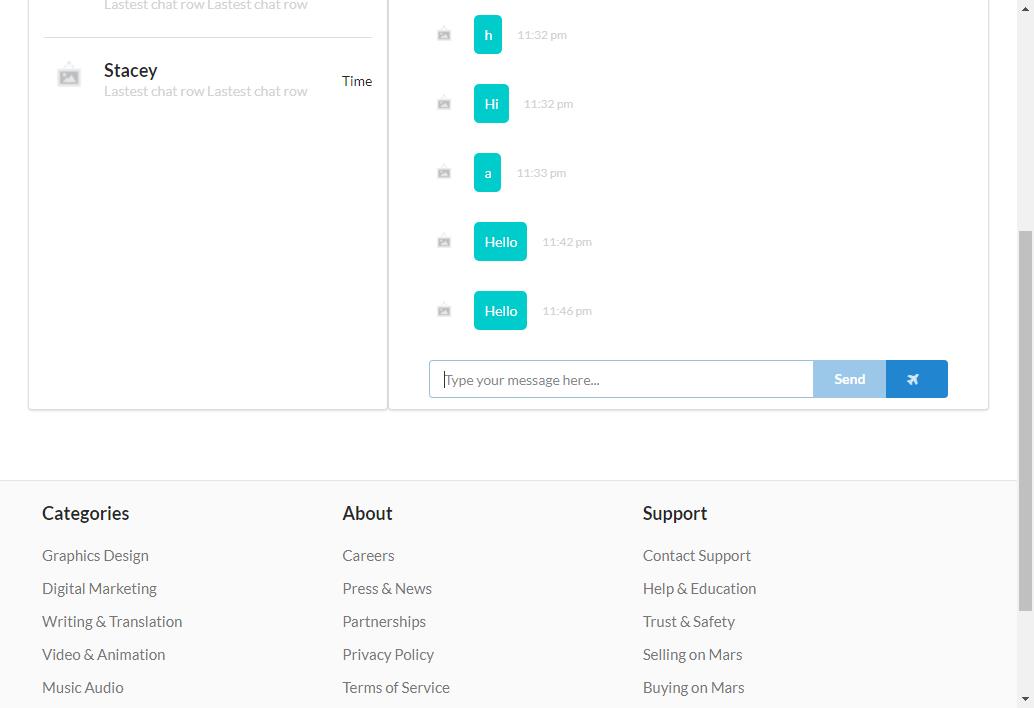 Lastest chat row Lastest chat row
Stacey
Lastest chat row Lastest chat row
Time
h 11:32 pm
Hi 11:32 pm
a 11:33 pm
Hello 11:42 pm
Hello 11:46 pm
Type your message here... Send
Categories
Graphics Design
Digital Marketing
Writing & Translation
Video & Animation
Music Audio
About
Careers
Press & News
Partnerships
Privacy Policy
Terms of Service
Support
Contact Support
Help & Education
Trust & Safety
Selling on Mars
Buying on Mars